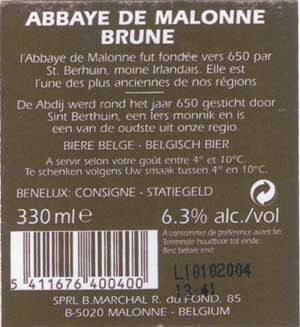 ABBAYE DE MALONNE
BRUNE
l'Abbaye de Malonne fut fondée vers 650 par
St. Berhuin, moine Irlandais. Elle est
l'une des plus anciennes de nos régions
De Abdij werd rond het jaar 650 gesticht door
Sint Berthuin, een Iers monnik en is
een van de oudste uit onze regio.
BIERE BELGE - BELGISCH BIER
A servir selon votre goût entre 4° et 10°C.
Te schenken volgens Uw smaak tussen 4° en 10°C.
BENELUX: CONSIGNE - STATIEGELD
330 ml e 6.3% alc./vol
A consommer de préférence avant fin:
Tenminste houdbaar tot einde:
Best before end:
L10102004
13:41
5 411676 400400
SPRL B.MARCHAL R. du FOND, 85
B-5020 MALONNE - BELGIUM